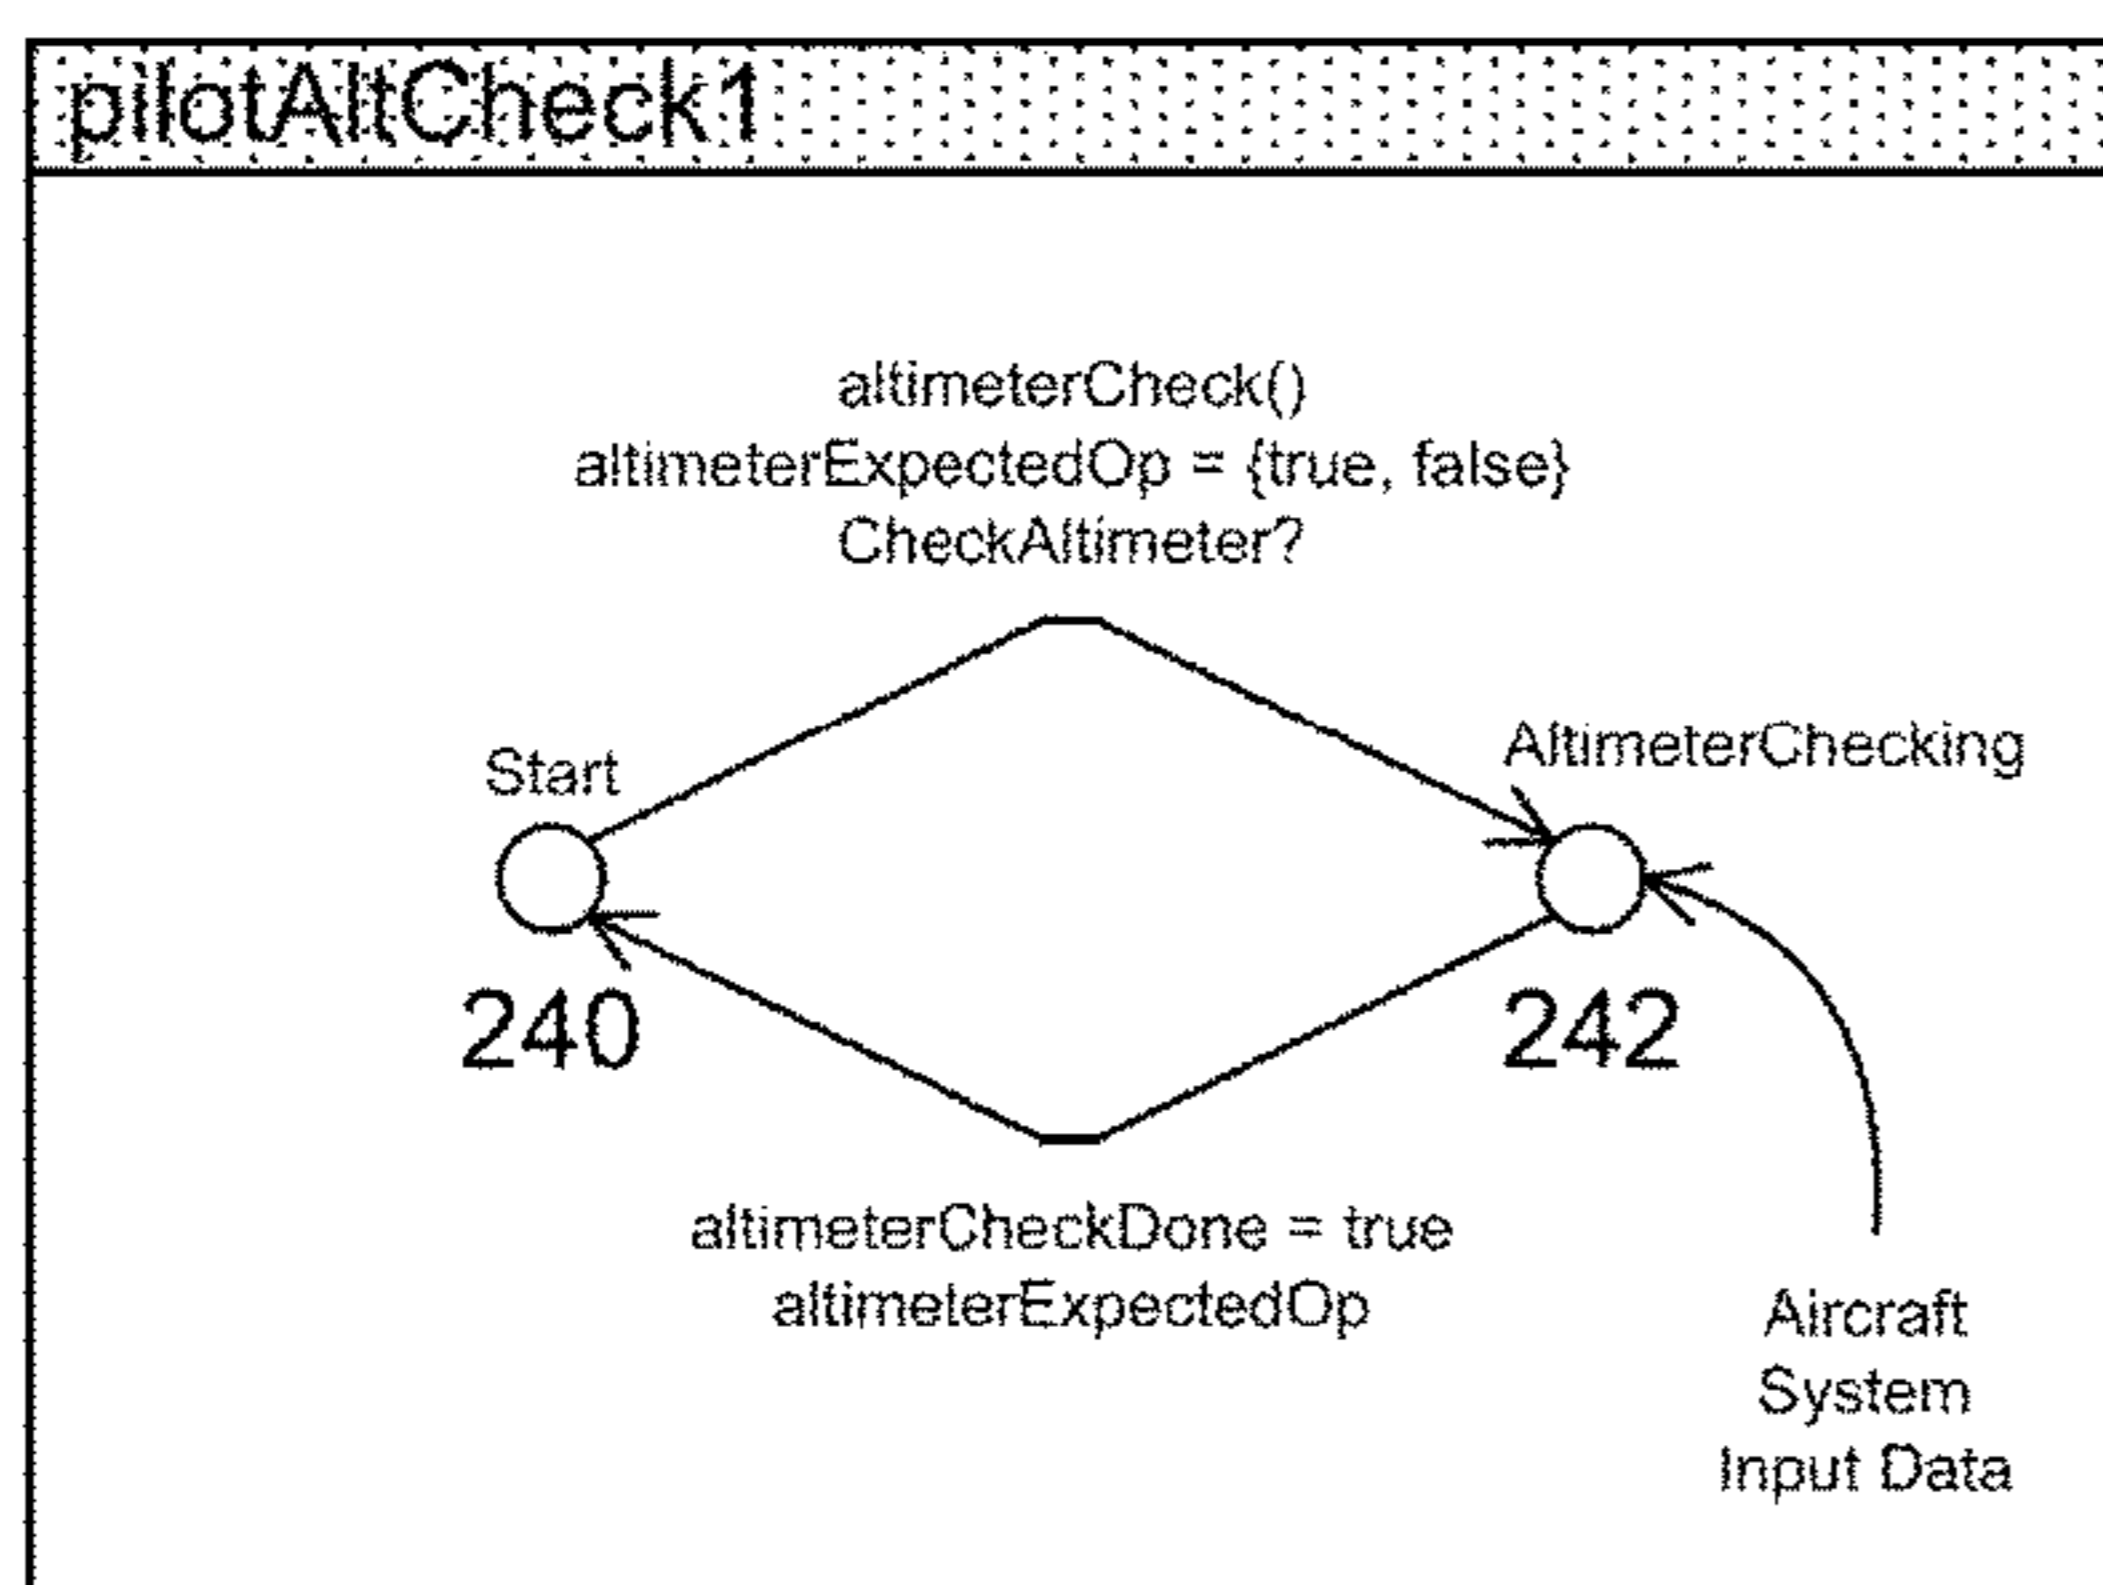 pilotAltCheck1
altimeterCheck()
altimeterExpectedOp = {true, false}
CheckAltimeter?
Start
AltimeterChecking
240
242
altimeterCheckDone = true
altimeterExpectedOp
Aircraft
System
Input Data